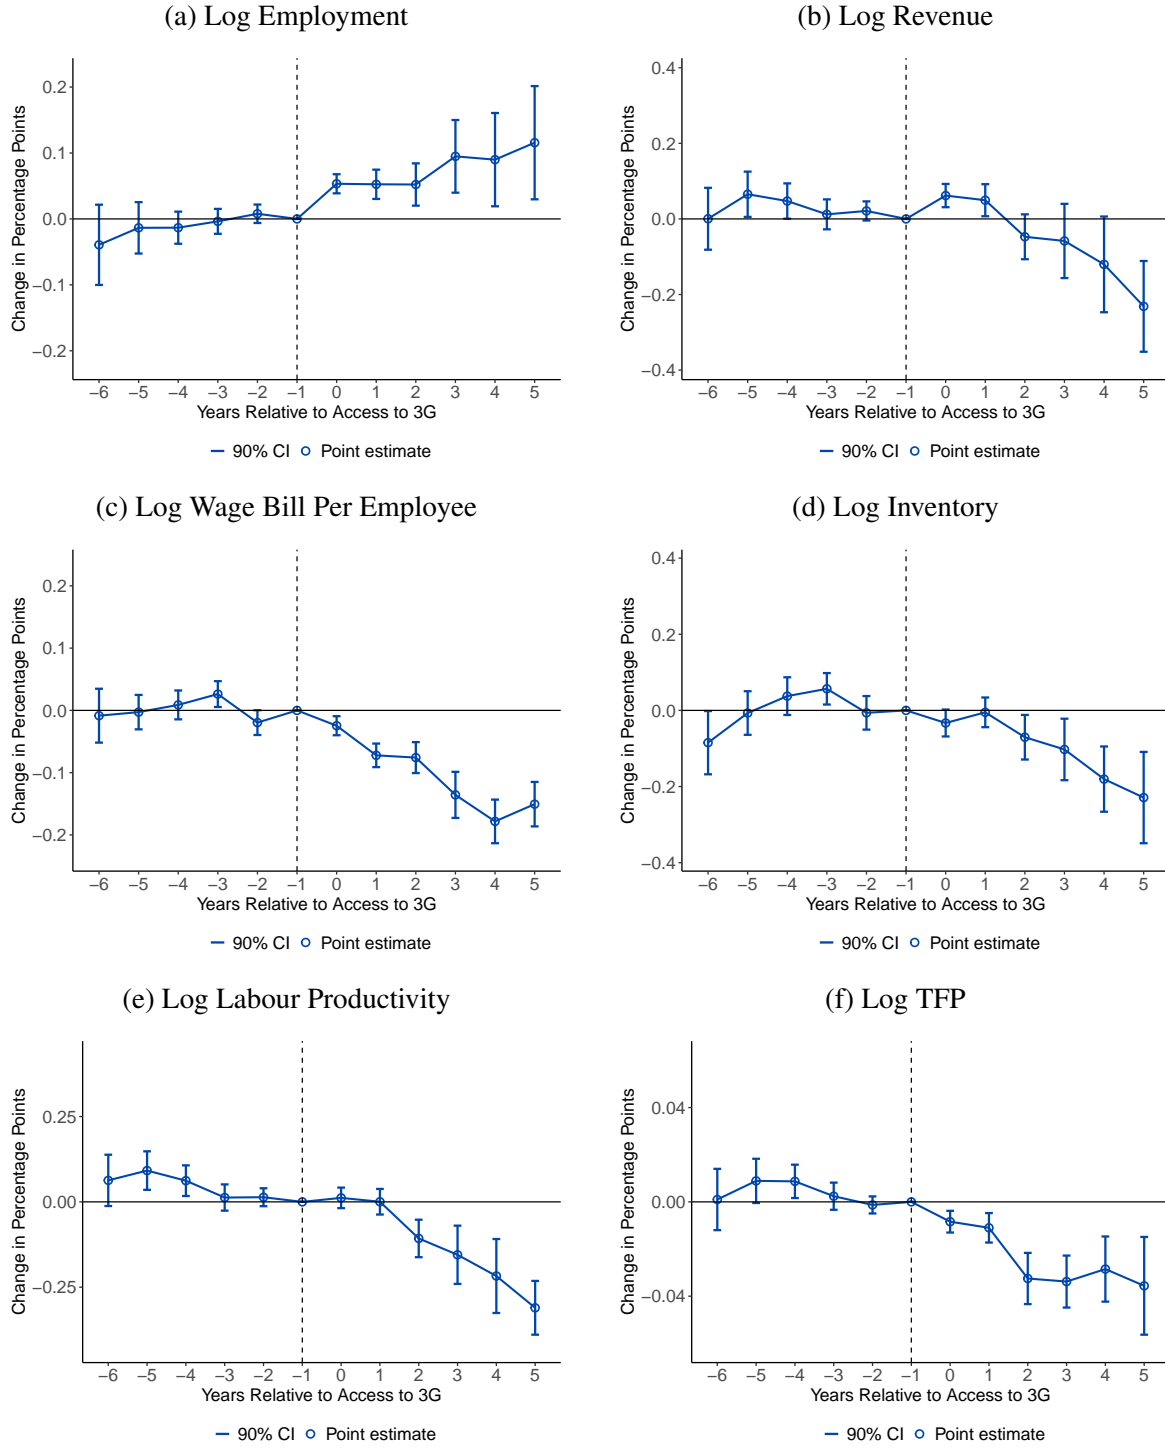 (a) Log Employment
Change in Percentage Points
0.2
0.1
0.0
−0.1
−0.2
−6 −5 −4 −3 −2 −1 0 1 2 3 4 5
Years Relative to Access to 3G
90% CI Point estimate
(b) Log Revenue
Change in Percentage Points
0.4
0.2
0.0
−0.2
−0.4
−6 −5 −4 −3 −2 −1 0 1 2 3 4 5
Years Relative to Access to 3G
90% CI Point estimate
(c) Log Wage Bill Per Employee
Change in Percentage Points
0.2
0.1
0.0
−0.1
−0.2
−6 −5 −4 −3 −2 −1 0 1 2 3 4 5
Years Relative to Access to 3G
90% CI Point estimate
(d) Log Inventory
Change in Percentage Points
0.4
0.2
0.0
−0.2
−0.4
−6 −5 −4 −3 −2 −1 0 1 2 3 4 5
Years Relative to Access to 3G
90% CI Point estimate
(e) Log Labour Productivity
Change in Percentage Points
0.25
0.00
−0.25
−6 −5 −4 −3 −2 −1 0 1 2 3 4 5
Years Relative to Access to 3G
90% CI Point estimate
(f) Log TFP
Change in Percentage Points
0.04
0.00
−0.04
−6 −5 −4 −3 −2 −1 0 1 2 3 4 5
Years Relative to Access to 3G
90% CI Point estimate